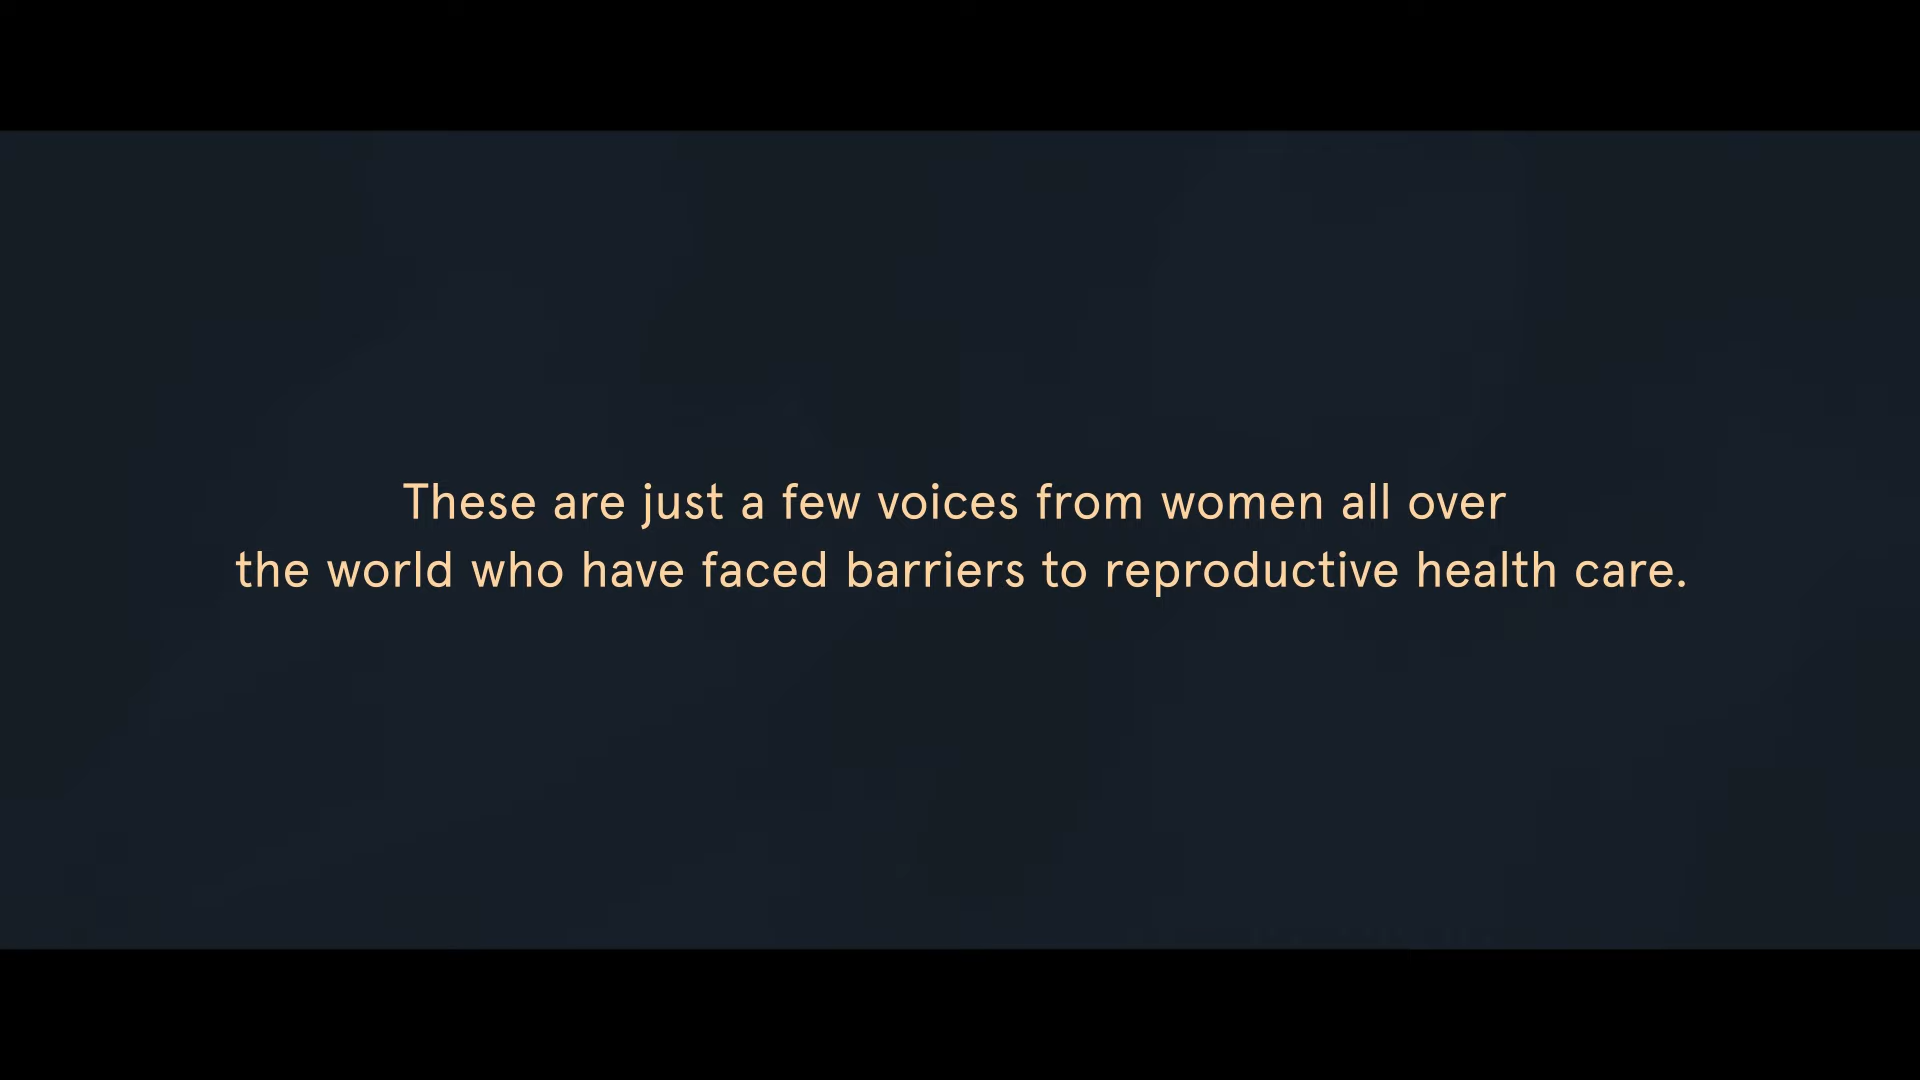 These are just a few voices from women all over
the world who have faced barriers to reproductive health care.